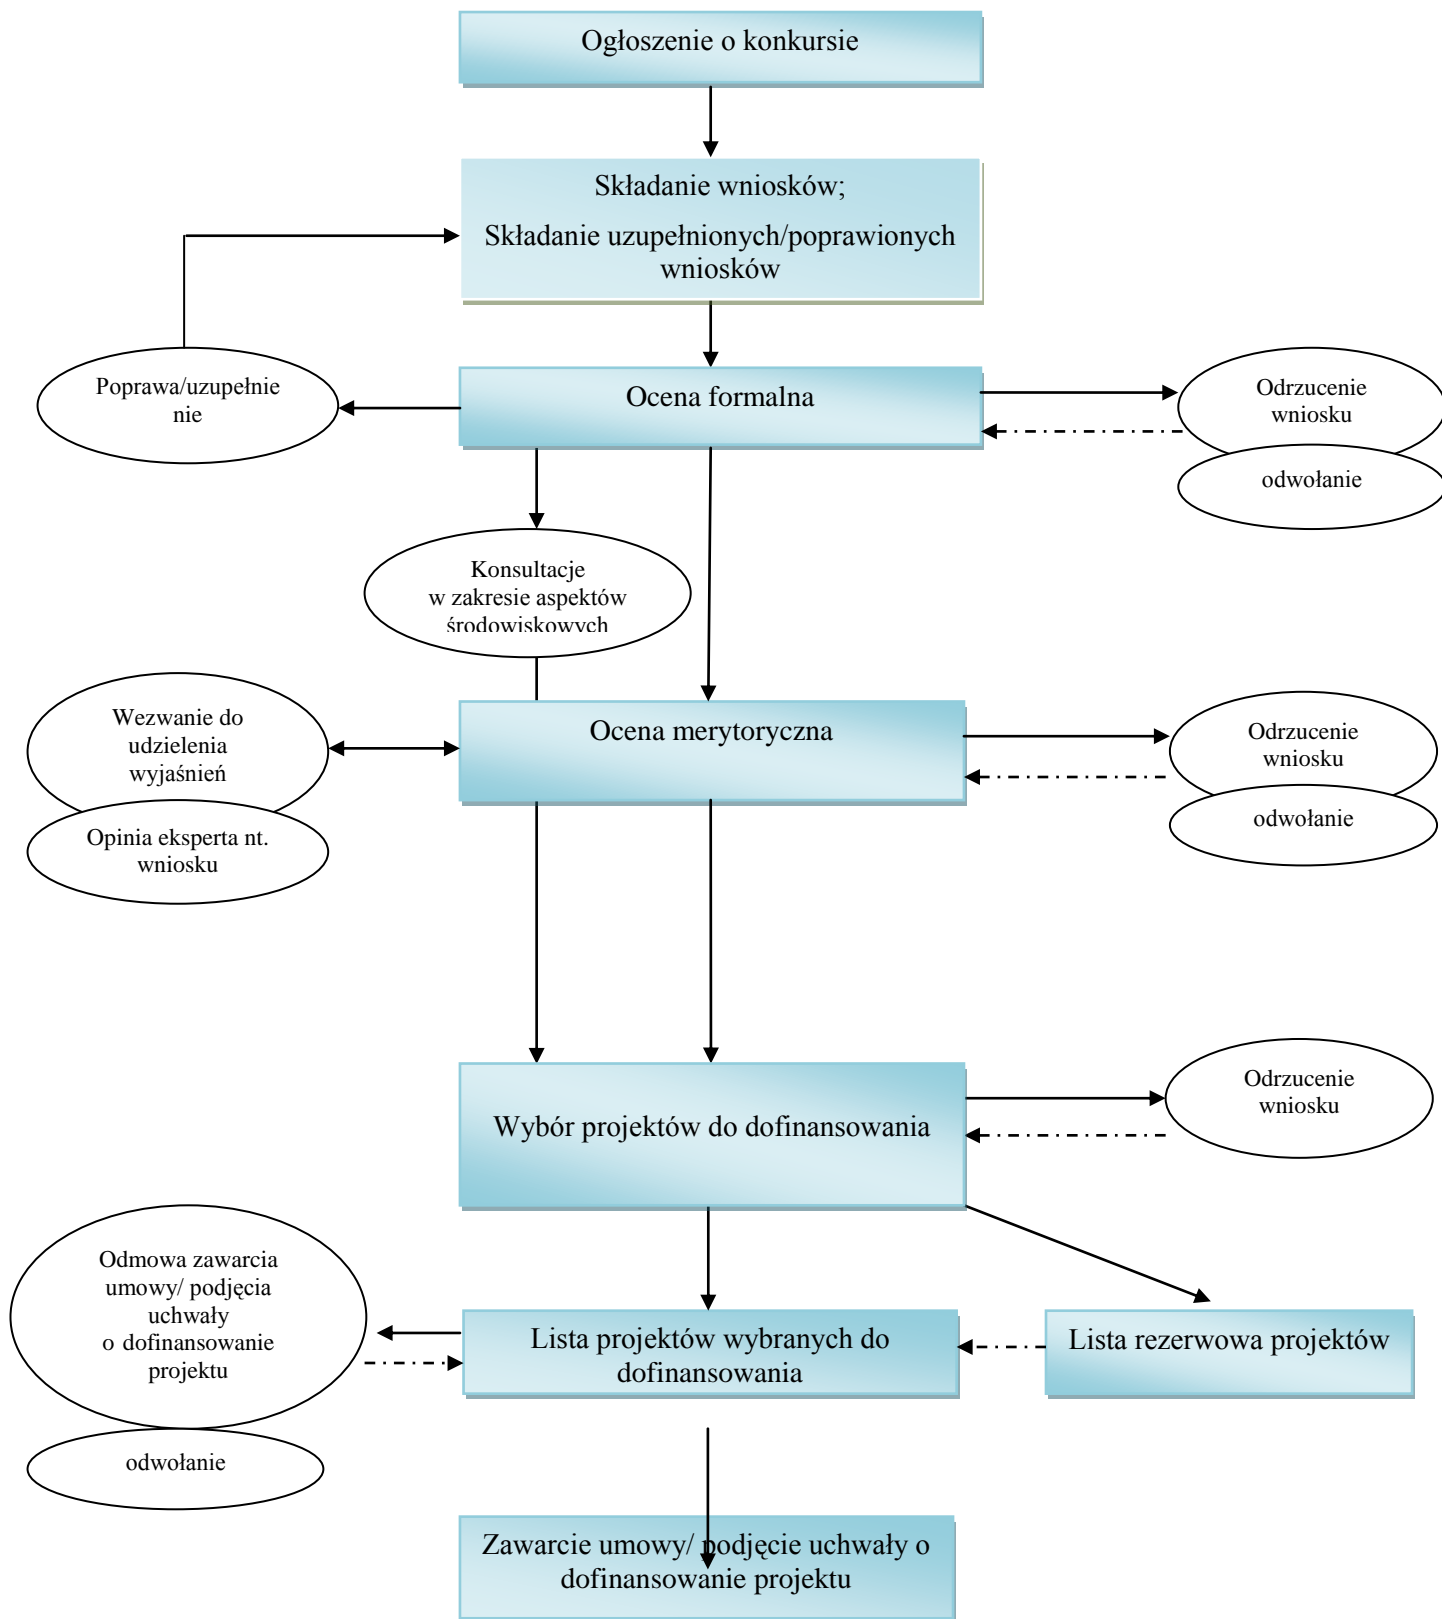 Ogłoszenie o konkursie
Składanie wniosków;
Składanie uzupełnionych/poprawionych
wniosków
Poprawa/uzupełnie
nie
Ocena formalna
Odrzucenie
wniosku
odwołanie
Konsultacje
w zakresie aspektów
środowiskowych
Wezwanie do
udzielenia
wyjaśnień
Opinia eksperta nt.
wniosku
Ocena merytoryczna
Odrzucenie
wniosku
odwołanie
Wybór projektów do dofinansowania
Odrzucenie
wniosku
Odmowa zawarcia
umowy/ podjęcia
uchwały
o dofinansowanie
projektu
odwołanie
Lista projektów wybranych do
dofinansowania
Lista rezerwowa projektów
Zawarcie umowy/ podjęcie uchwały o
dofinansowanie projektu